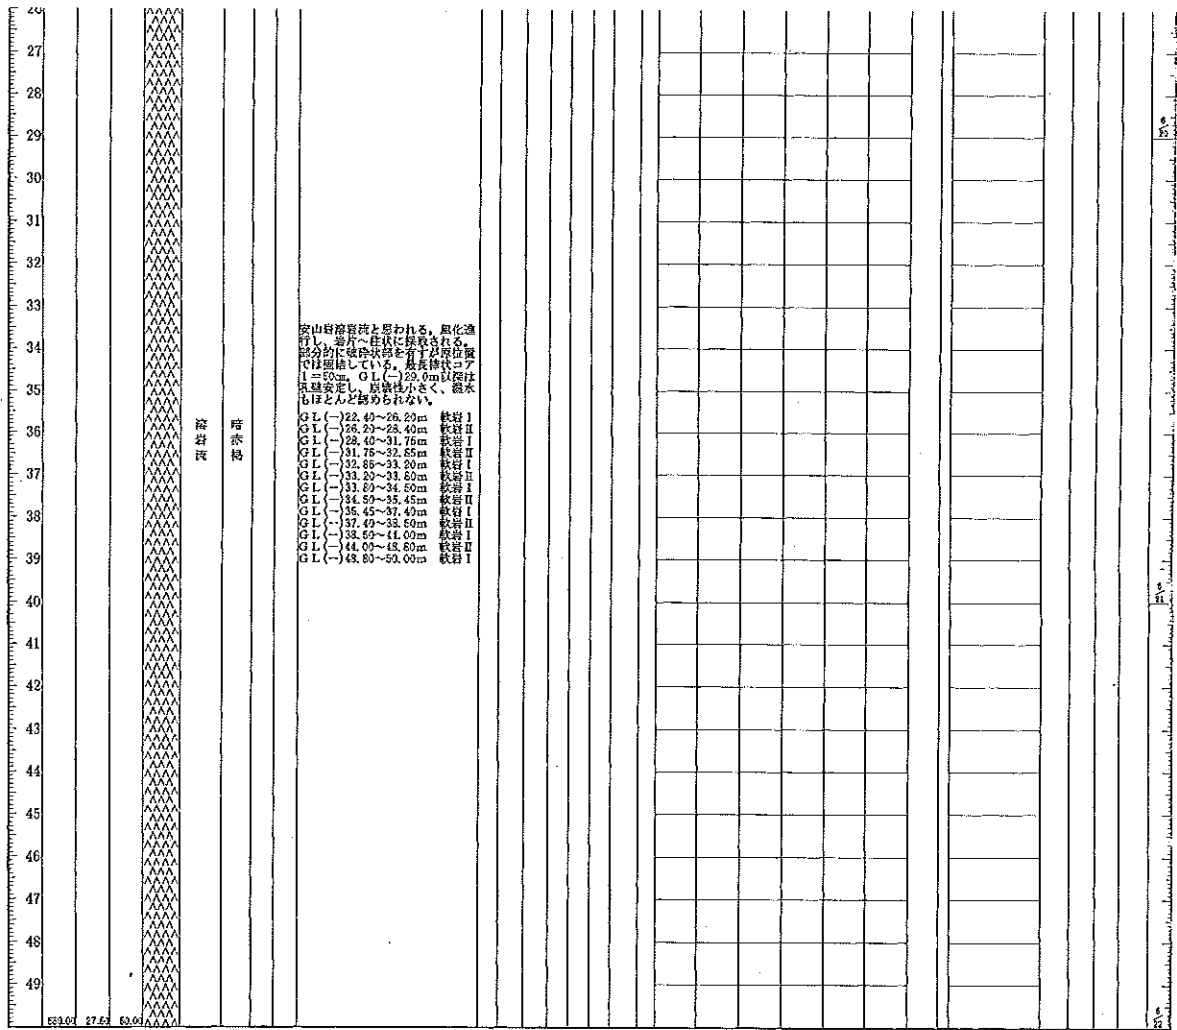 26
27
28
29
30
31
32
33
34
35
36
37
38
39
40
41
42
43
44
45
46
47
48
49
27.60
50.00
溶岩流
暗赤褐
安山岩溶岩流と思われる。風化進
行し、岩片～柱状に採取される。
部分的に破砕状部を有すが原位置
では固結している。最長棒状コア
l=50cm。GL(-)29.0m以深は
孔壁安定し、崩壊性小さく、漏水
もほとんど認められない。
GL(-)22.40～26.20m 軟岩Ⅰ
GL(-)26.20～28.40m 軟岩Ⅱ
GL(-)28.40～31.75m 軟岩Ⅰ
GL(-)31.75～32.85m 軟岩Ⅱ
GL(-)32.85～33.20m 軟岩Ⅰ
GL(-)33.20～33.80m 軟岩Ⅱ
GL(-)33.80～34.50m 軟岩Ⅰ
GL(-)34.50～35.45m 軟岩Ⅱ
GL(-)35.45～37.40m 軟岩Ⅰ
GL(-)37.40～38.50m 軟岩Ⅱ
GL(-)38.50～44.00m 軟岩Ⅰ
GL(-)44.00～48.80m 軟岩Ⅱ
GL(-)48.80～50.00m 軟岩Ⅰ
6/20
6/21
6/22